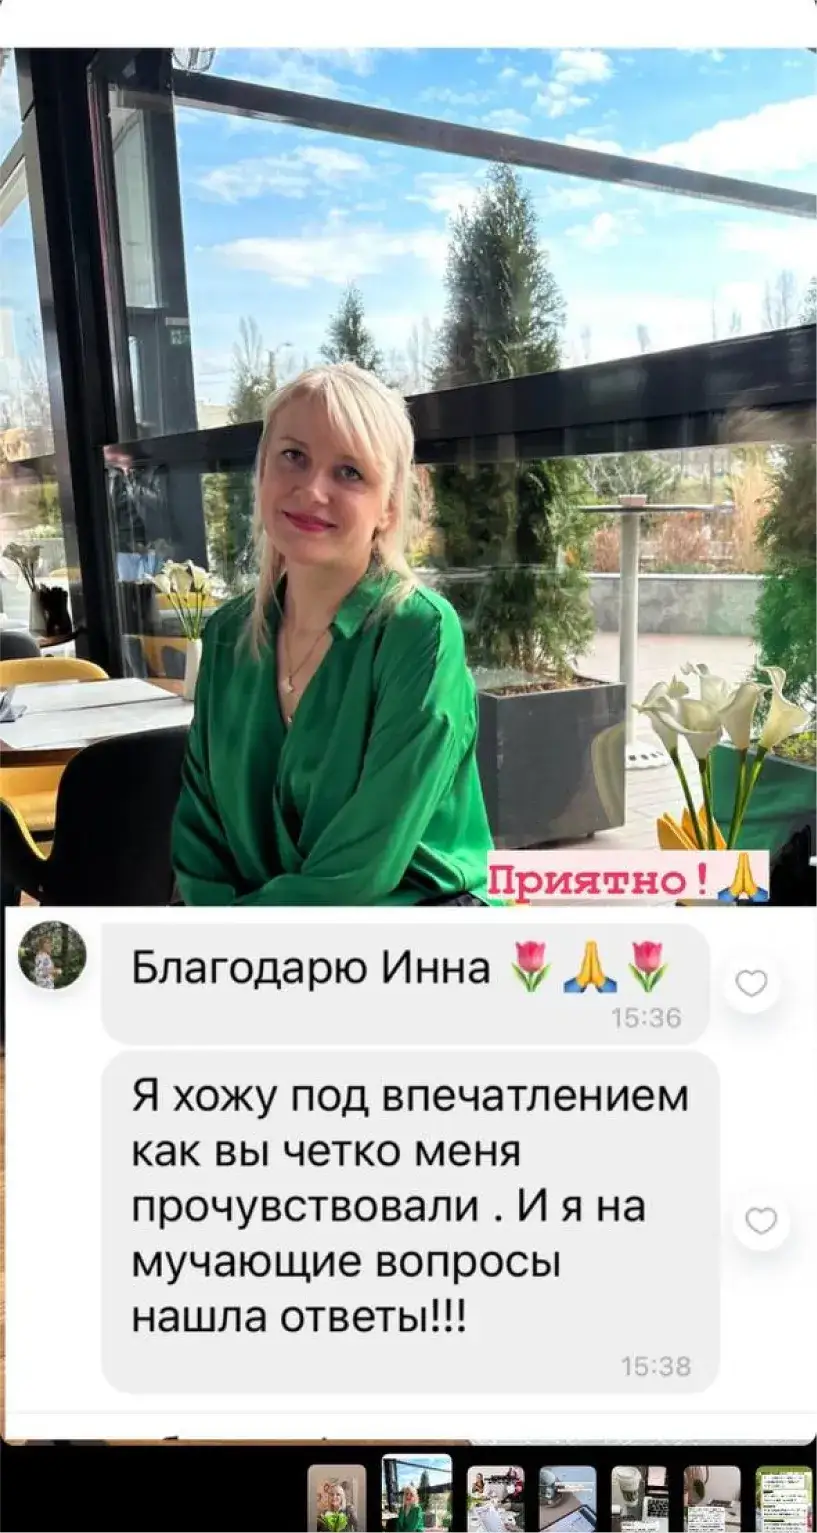 Приятно! 🙏
Благодарю Инна 🌷🙏🌷
15:36
Я хожу под впечатлением
как вы четко меня
прочувствовали . И я на
мучающие вопросы
нашла ответы!!!
15:38